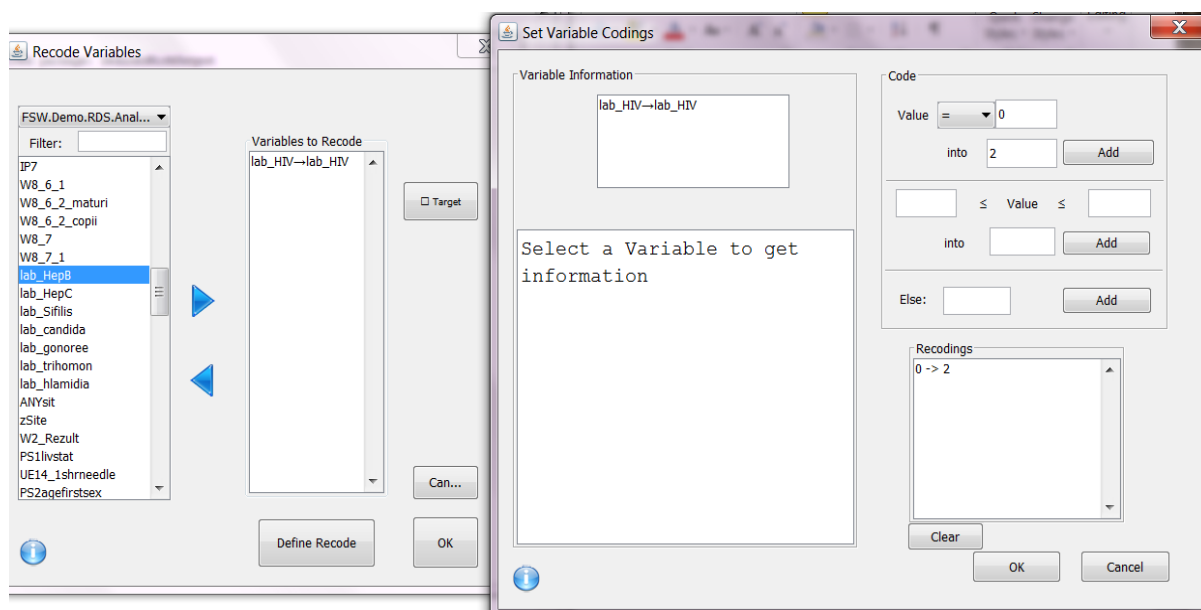 Recode Variables
FSW.Demo.RDS.Anal...
Filter:
IP7
W8_6_1
W8_6_2_maturi
W8_6_2_copii
W8_7
W8_7_1
lab_HepB
lab_HepC
lab_Sifilis
lab_candida
lab_gonoree
lab_trihomon
lab_hlamidia
ANYsit
zSite
W2_Rezult
PS1livstat
UE14_1shrneedle
PS2agefirstsex
Variables to Recode
lab_HIV→lab_HIV
☐ Target
Can...
Define Recode
OK
Set Variable Codings
Variable Information
lab_HIV→lab_HIV
Select a Variable to get
information
Code
Value = 0
into 2 Add
≤ Value ≤
into Add
Else: Add
Recodings
0 -> 2
Clear
OK Cancel